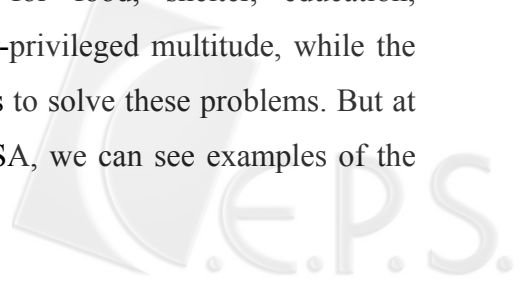 for food, shelter, education,
-privileged multitude, while the
to solve these problems. But at
SA, we can see examples of the
C.E.P.S.